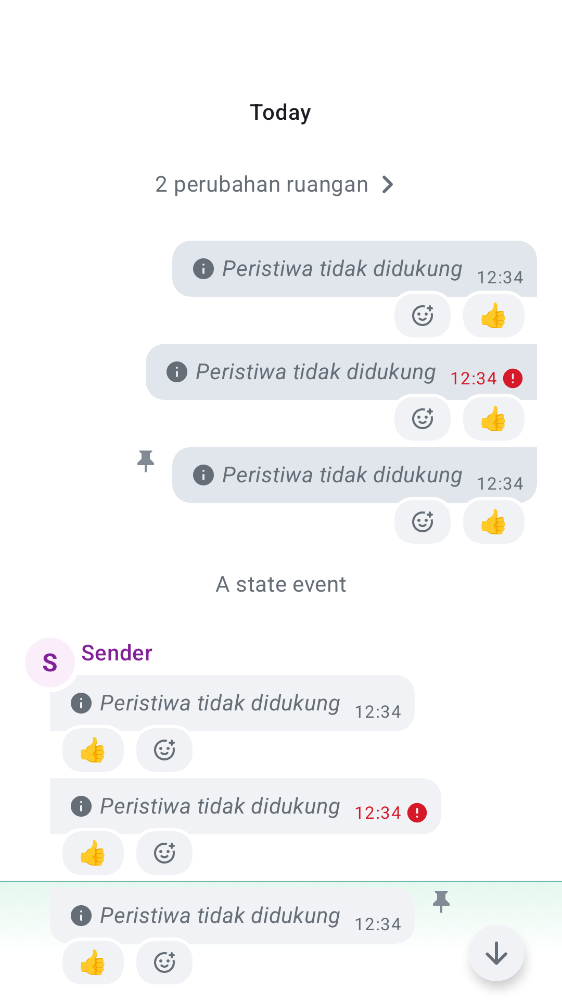 Today
2 perubahan ruangan
Peristiwa tidak didukung 12:34
👍
Peristiwa tidak didukung 12:34
👍
Peristiwa tidak didukung 12:34
👍
A state event
S Sender
Peristiwa tidak didukung 12:34
👍
Peristiwa tidak didukung 12:34
👍
Peristiwa tidak didukung 12:34
👍